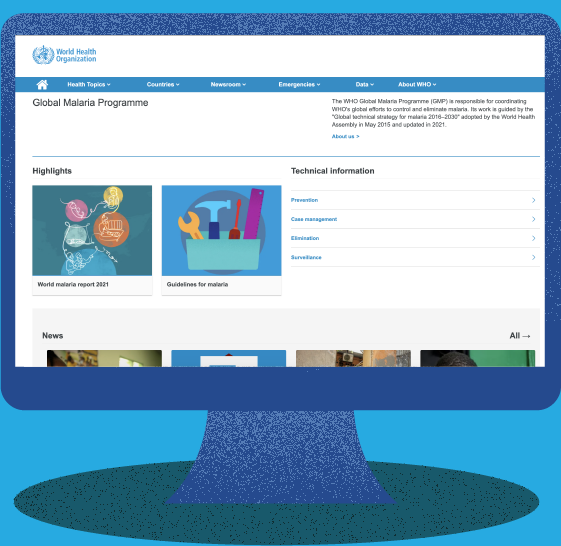 World Health
Organization
Health Topics
Countries
Newsroom
Emergencies
Data
About WHO
Global Malaria Programme
The WHO Global Malaria Programme (GMP) is responsible for coordinating
WHO's global efforts to control and eliminate malaria. Its work is guided by the
"Global technical strategy for malaria 2016–2030" adopted by the World Health
Assembly in May 2015 and updated in 2021.
About us >
Highlights
Technical information
Prevention
Case management
Elimination
Surveillance
World malaria report 2021
Guidelines for malaria
News
All →